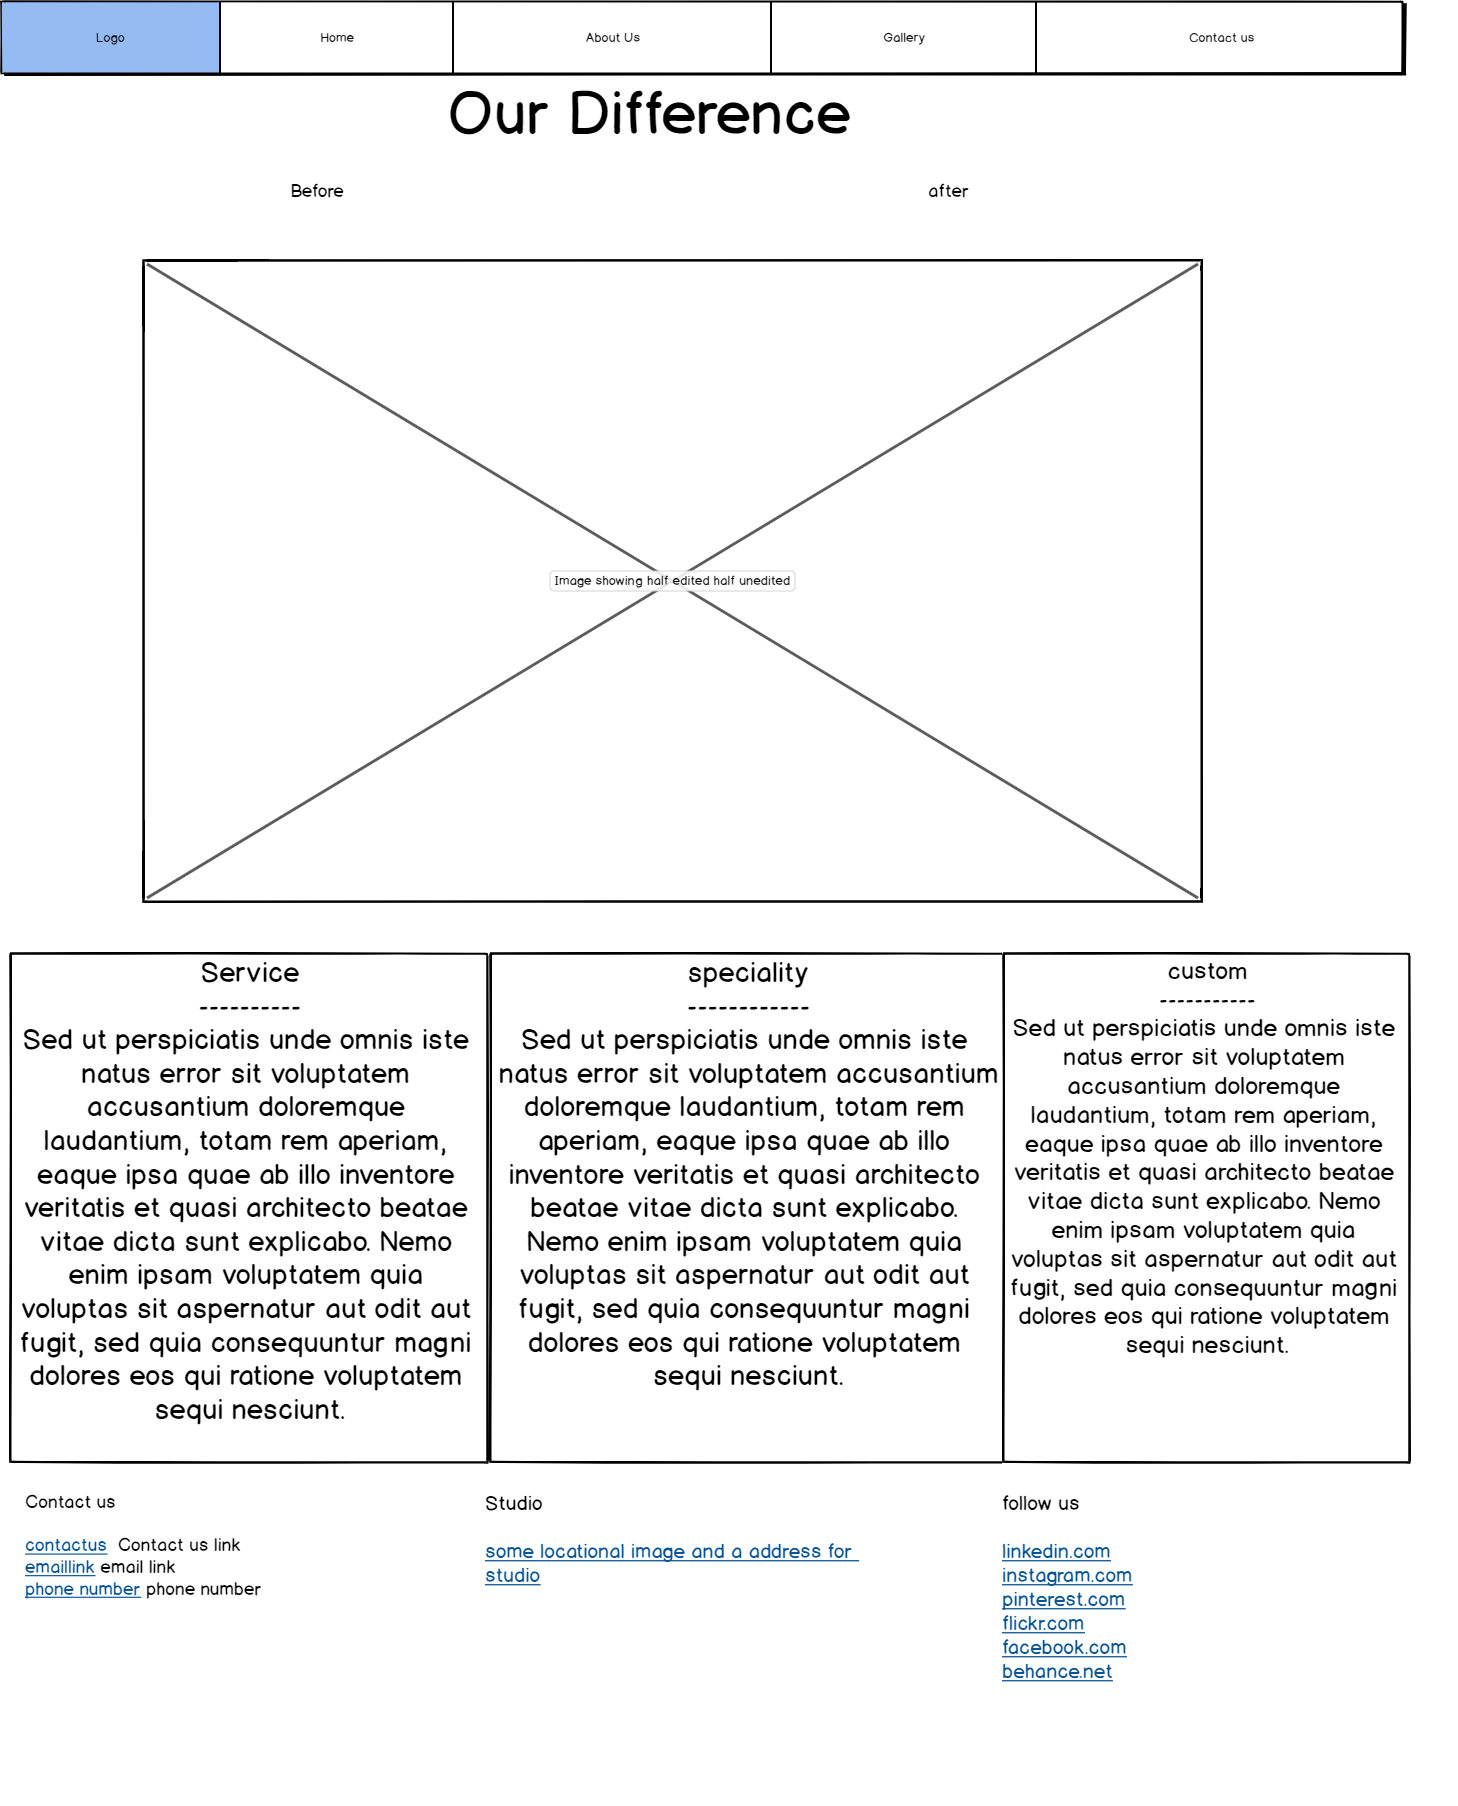 Logo
Home
About Us
Gallery
Contact us
Our Difference
Before
after
Image showing half edited half unedited
Service
----------
Sed ut perspiciatis unde omnis iste
natus error sit voluptatem
accusantium doloremque
laudantium, totam rem aperiam,
eaque ipsa quae ab illo inventore
veritatis et quasi architecto beatae
vitae dicta sunt explicabo. Nemo
enim ipsam voluptatem quia
voluptas sit aspernatur aut odit aut
fugit, sed quia consequuntur magni
dolores eos qui ratione voluptatem
sequi nesciunt.
speciality
------------
Sed ut perspiciatis unde omnis iste
natus error sit voluptatem accusantium
doloremque laudantium, totam rem
aperiam, eaque ipsa quae ab illo
inventore veritatis et quasi architecto
beatae vitae dicta sunt explicabo.
Nemo enim ipsam voluptatem quia
voluptas sit aspernatur aut odit aut
fugit, sed quia consequuntur magni
dolores eos qui ratione voluptatem
sequi nesciunt.
custom
-----------
Sed ut perspiciatis unde omnis iste
natus error sit voluptatem
accusantium doloremque
laudantium, totam rem aperiam,
eaque ipsa quae ab illo inventore
veritatis et quasi architecto beatae
vitae dicta sunt explicabo. Nemo
enim ipsam voluptatem quia
voluptas sit aspernatur aut odit aut
fugit, sed quia consequuntur magni
dolores eos qui ratione voluptatem
sequi nesciunt.
Contact us
contactus Contact us link
emaillink email link
phone number phone number
Studio
some locational image and a address for
studio
follow us
linkedin.com
instagram.com
pinterest.com
flickr.com
facebook.com
behance.net